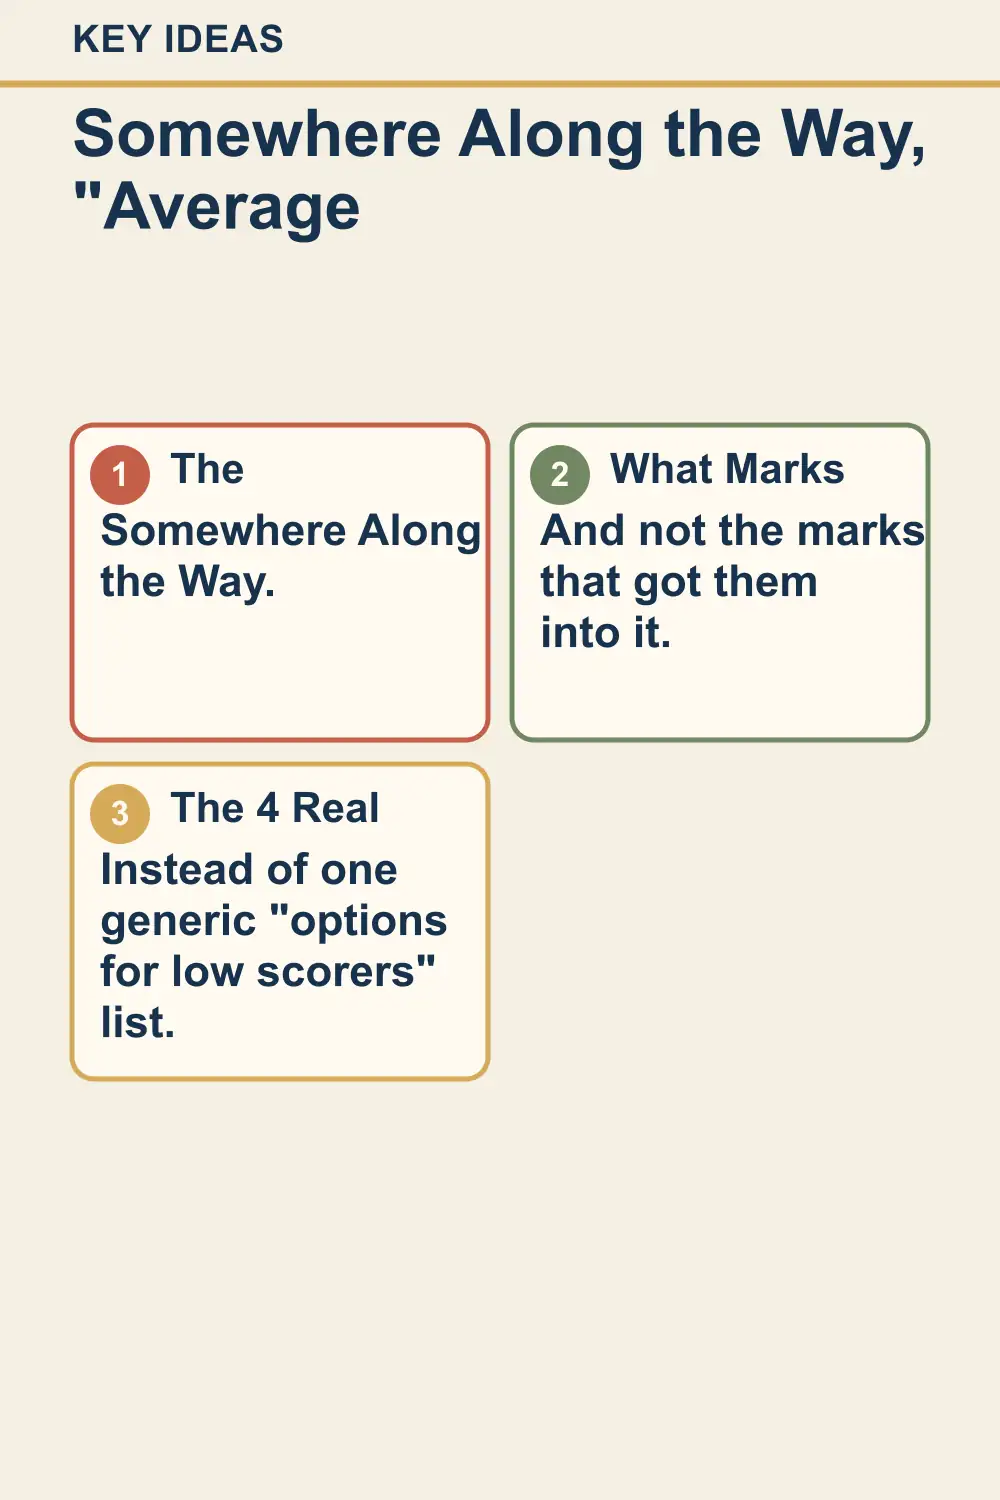 KEY IDEAS
Somewhere Along the Way,
"Average
1 The
Somewhere Along
the Way.
2 What Marks
And not the marks
that got them
into it.
3 The 4 Real
Instead of one
generic "options
for low scorers"
list.